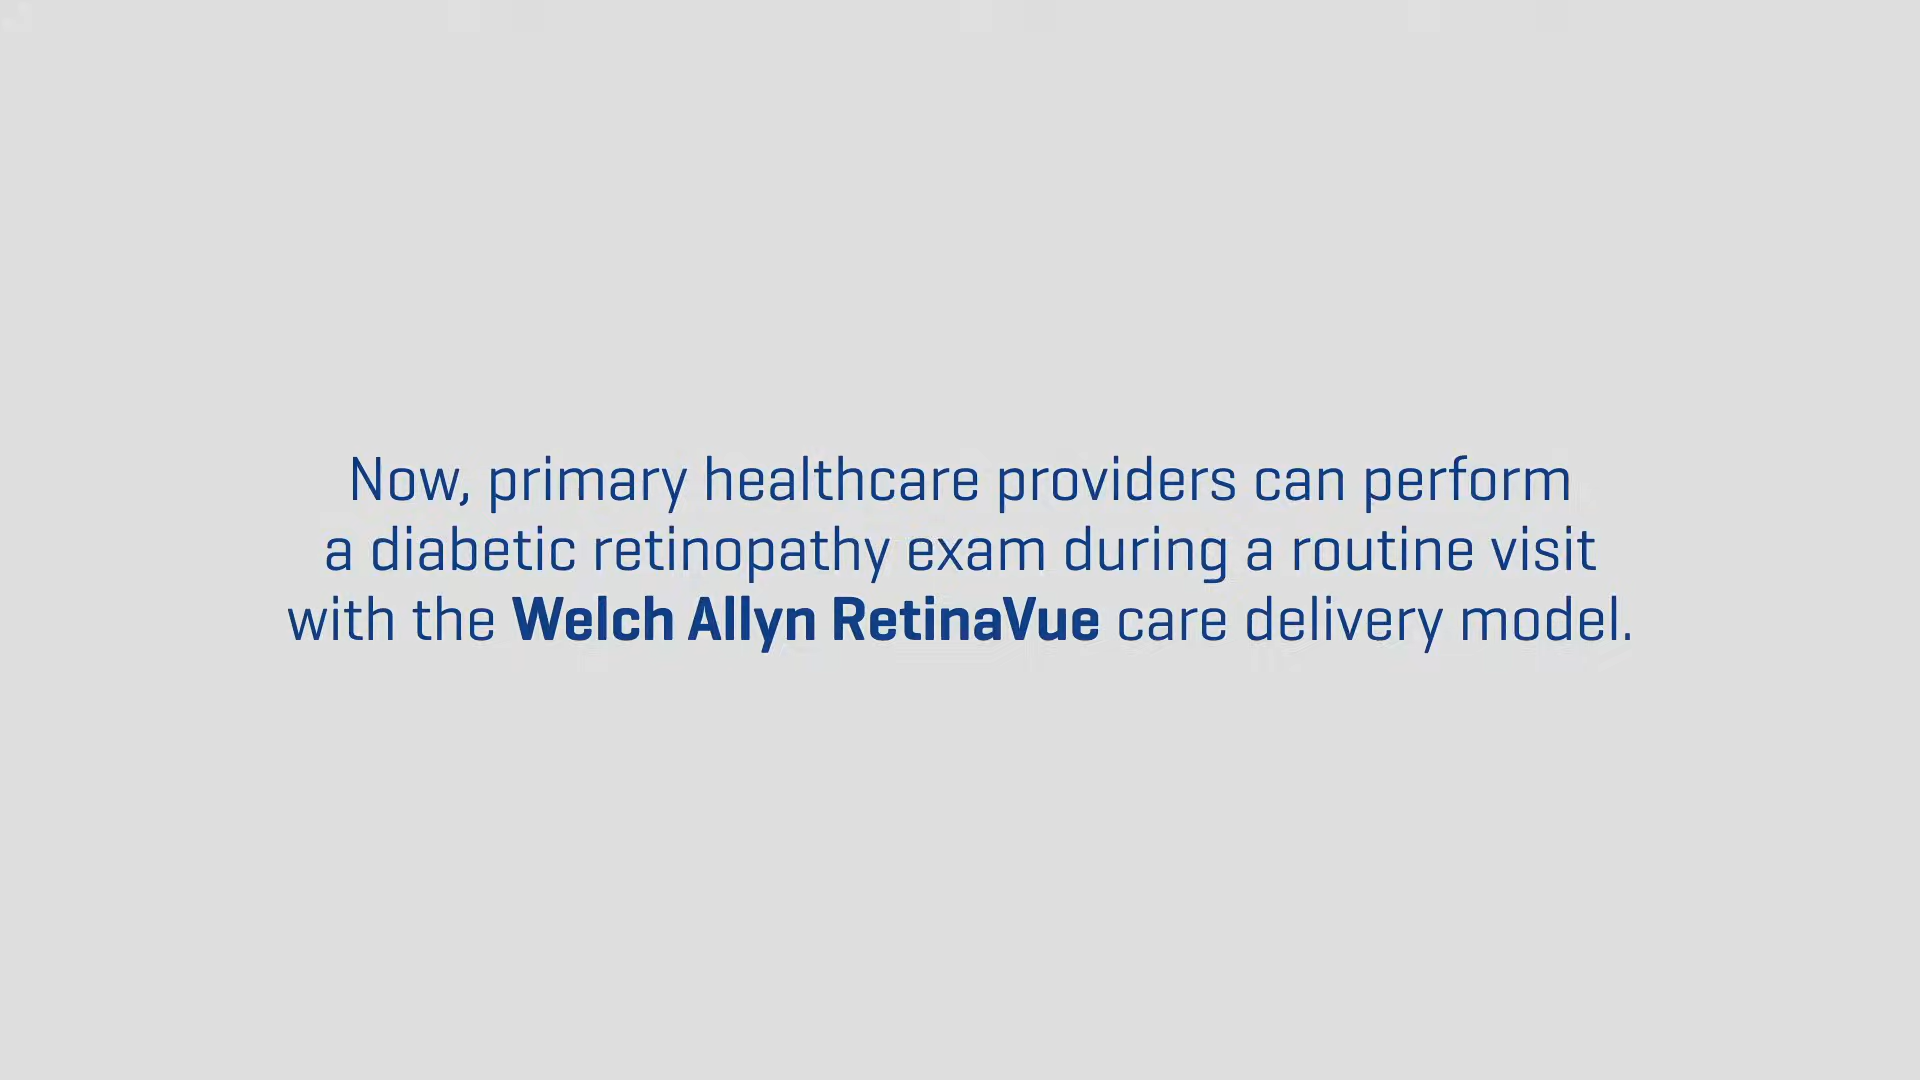 Now, primary healthcare providers can perform
a diabetic retinopathy exam during a routine visit
with the Welch Allyn RetinaVue care delivery model.